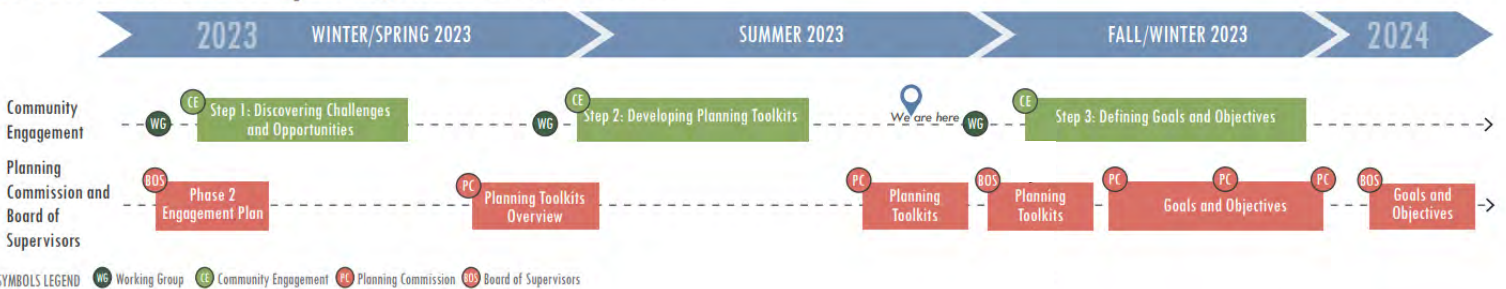 2023 WINTER/SPRING 2023 SUMMER 2023 FALL/WINTER 2023 2024
Community
Engagement
WG
CE
Step 1: Discovering Challenges
and Opportunities
WG
CE
Step 2: Developing Planning Toolkits
We are here
WG
CE
Step 3: Defining Goals and Objectives
Planning
Commission and
Board of
Supervisors
BOS
Phase 2
Engagement Plan
PC
Planning Toolkits
Overview
PC
Planning
Toolkits
BOS
Planning
Toolkits
PC PC PC
Goals and Objectives
BOS
Goals and
Objectives
SYMBOLS LEGEND WG Working Group CE Community Engagement PC Planning Commission BOS Board of Supervisors